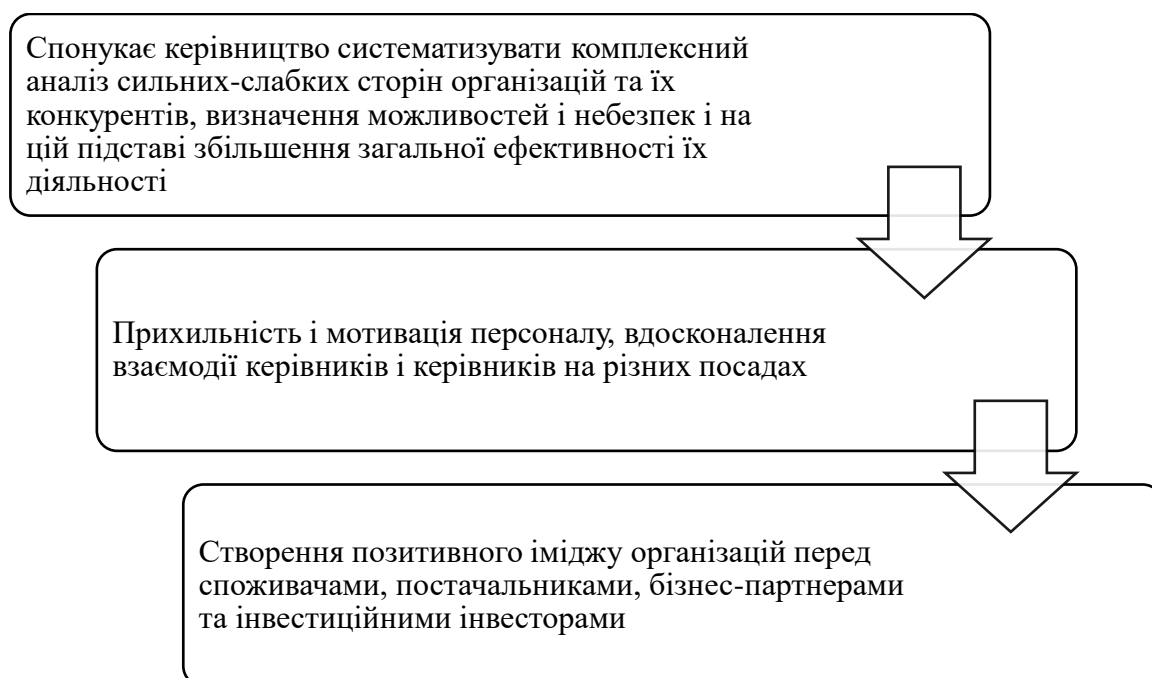 Спонукає керівництво систематизувати комплексний
аналіз сильних-слабких сторін організацій та їх
конкурентів, визначення можливостей і небезпек і на
цій підставі збільшення загальної ефективності їх
діяльності
Прихильність і мотивація персоналу, вдосконалення
взаємодії керівників і керівників на різних посадах
Створення позитивного іміджу організацій перед
споживачами, постачальниками, бізнес-партнерами
та інвестиційними інвесторами